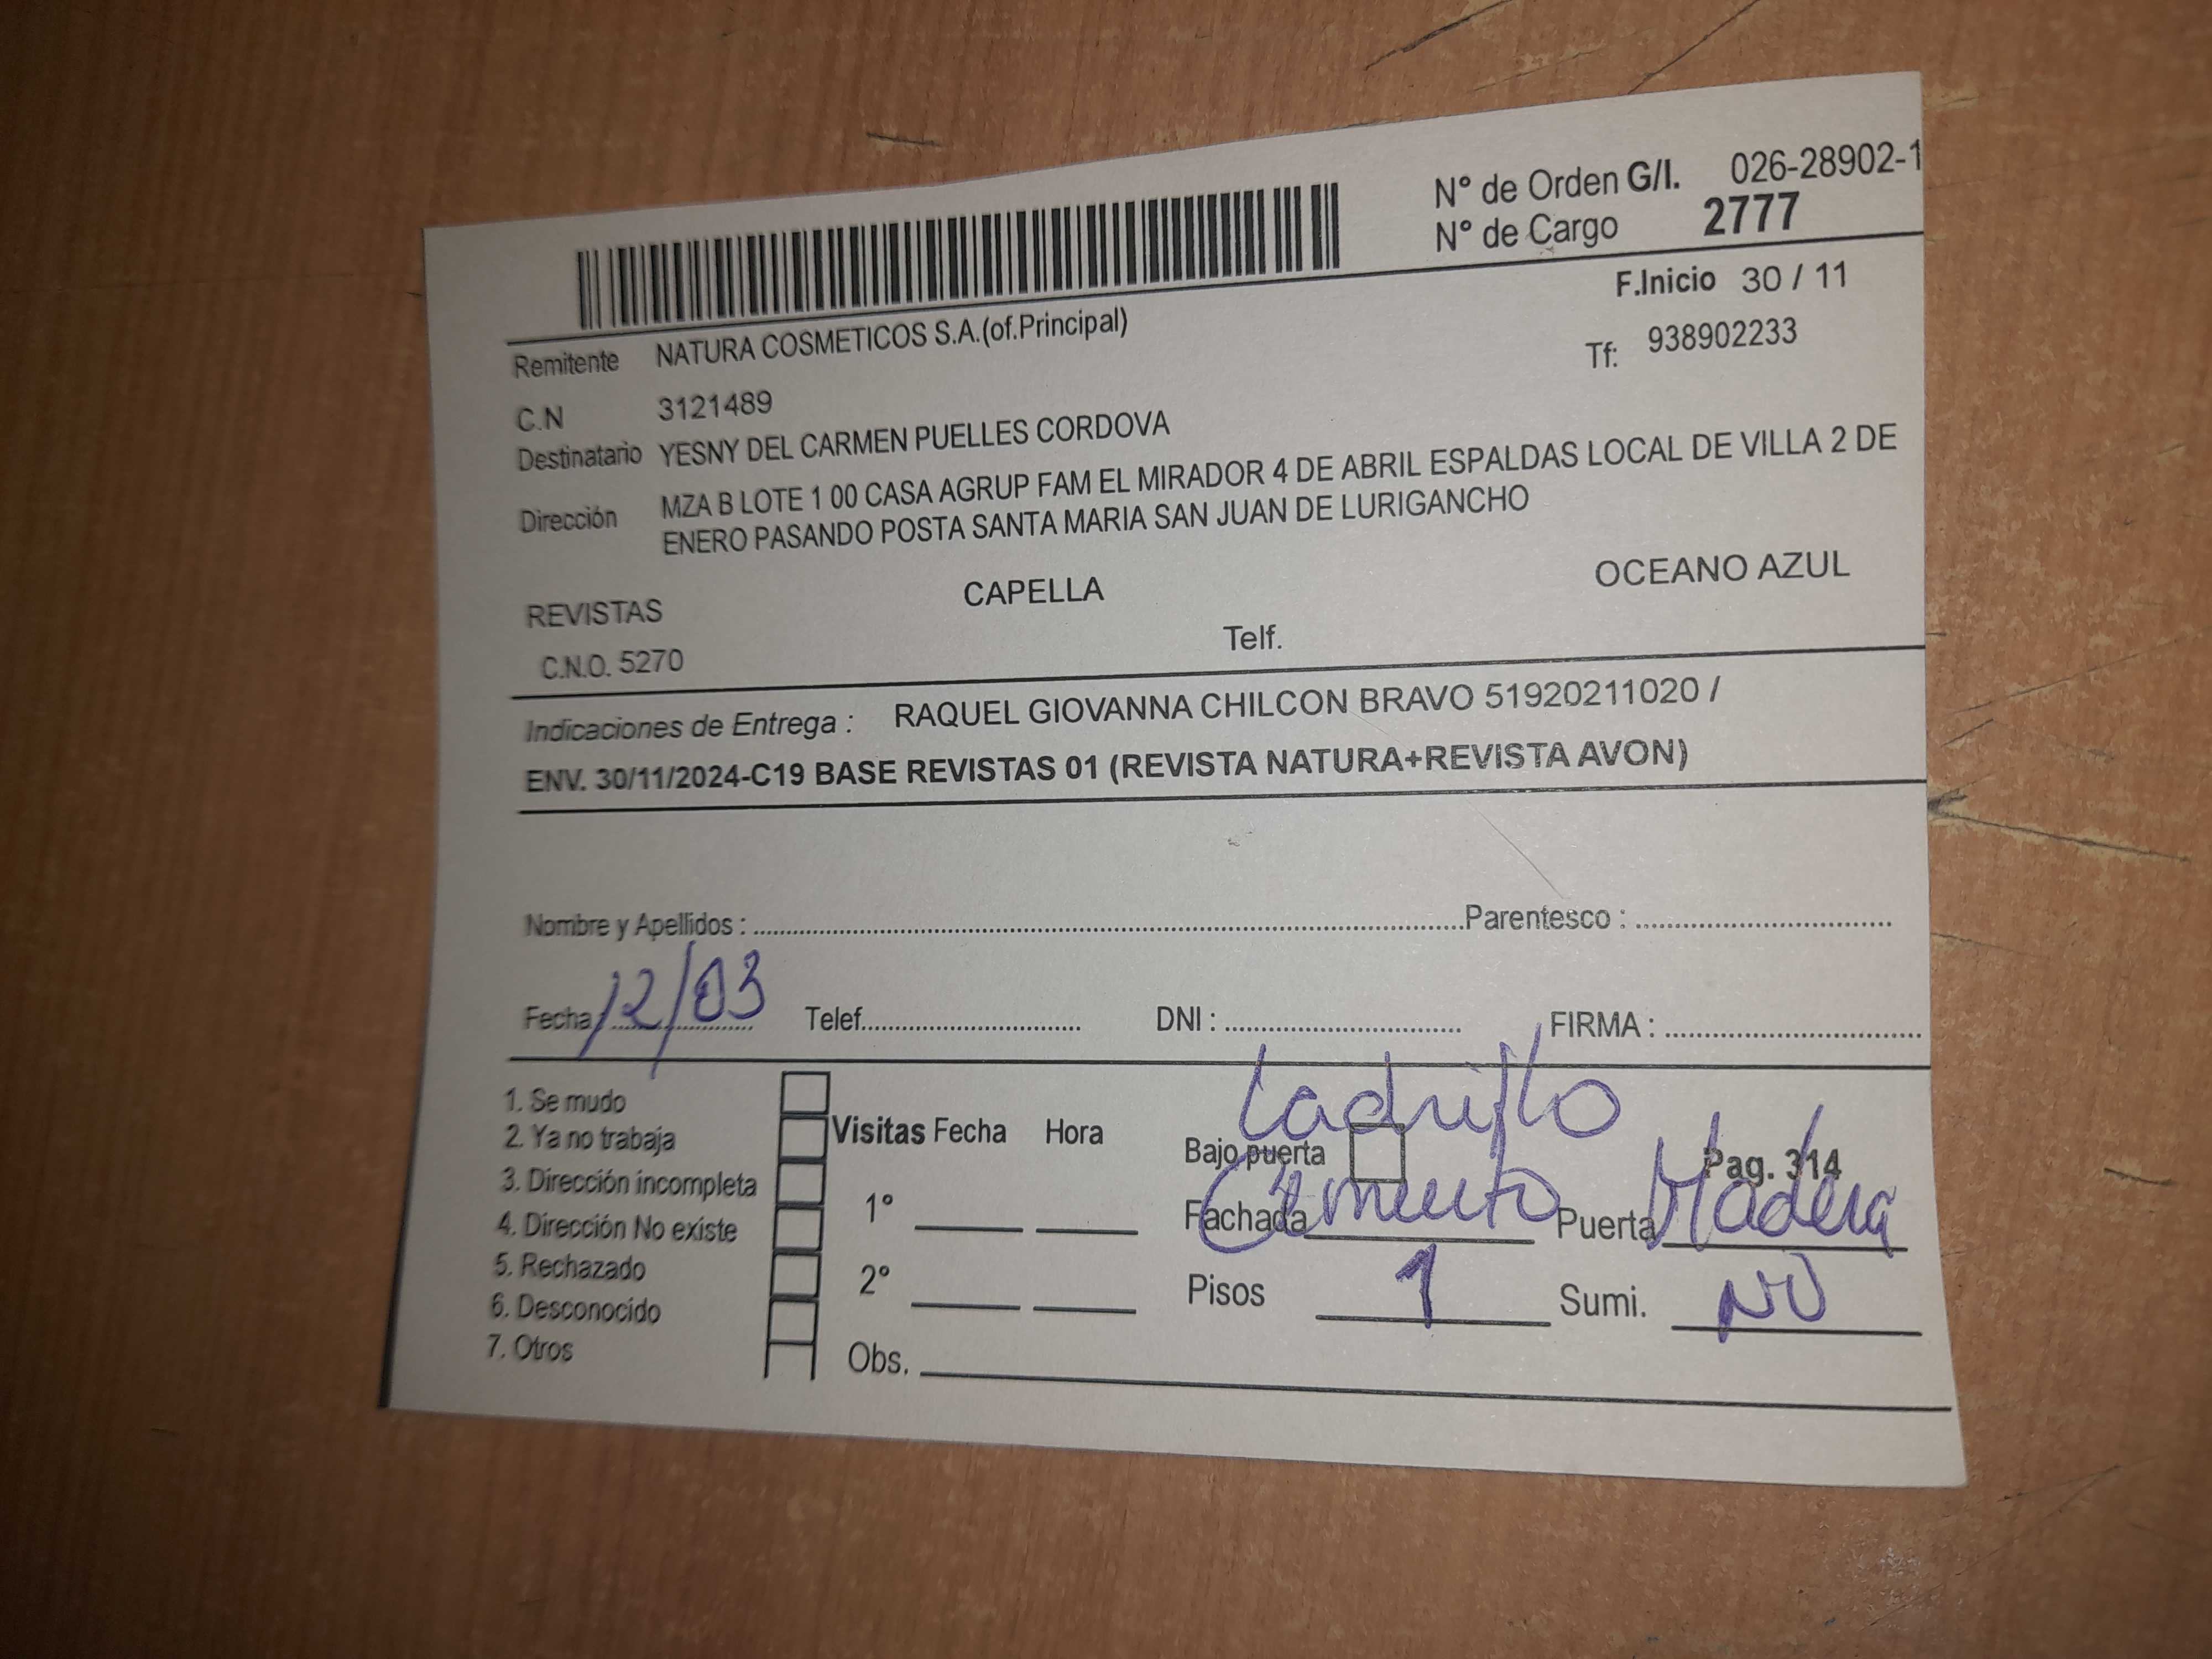 N° de Orden G/I. 026-28902-1
N° de Cargo 2777
F.Inicio 30 / 11
Remitente NATURA COSMETICOS S.A.(of.Principal)
Tf: 938902233
C.N 3121489
Destinatario YESNY DEL CARMEN PUELLES CORDOVA
Dirección MZA B LOTE 1 00 CASA AGRUP FAM EL MIRADOR 4 DE ABRIL ESPALDAS LOCAL DE VILLA 2 DE
ENERO PASANDO POSTA SANTA MARIA SAN JUAN DE LURIGANCHO
REVISTAS CAPELLA OCEANO AZUL
C.N.O. 5270 Telf.
Indicaciones de Entrega : RAQUEL GIOVANNA CHILCON BRAVO 51920211020 /
ENV. 30/11/2024-C19 BASE REVISTAS 01 (REVISTA NATURA+REVISTA AVON)
Nombre y Apellidos : Parentesco :
Fecha 12/03 Telef. DNI : FIRMA :
Ladrillo
1. Se mudo
2. Ya no trabaja Visitas Fecha Hora Bajo puerta Pag. 314
3. Dirección incompleta
4. Dirección No existe 1° Fachada Cemento Puerta Madera
5. Rechazado 2° Pisos 1 Sumi. NO
6. Desconocido
7. Otros Obs.